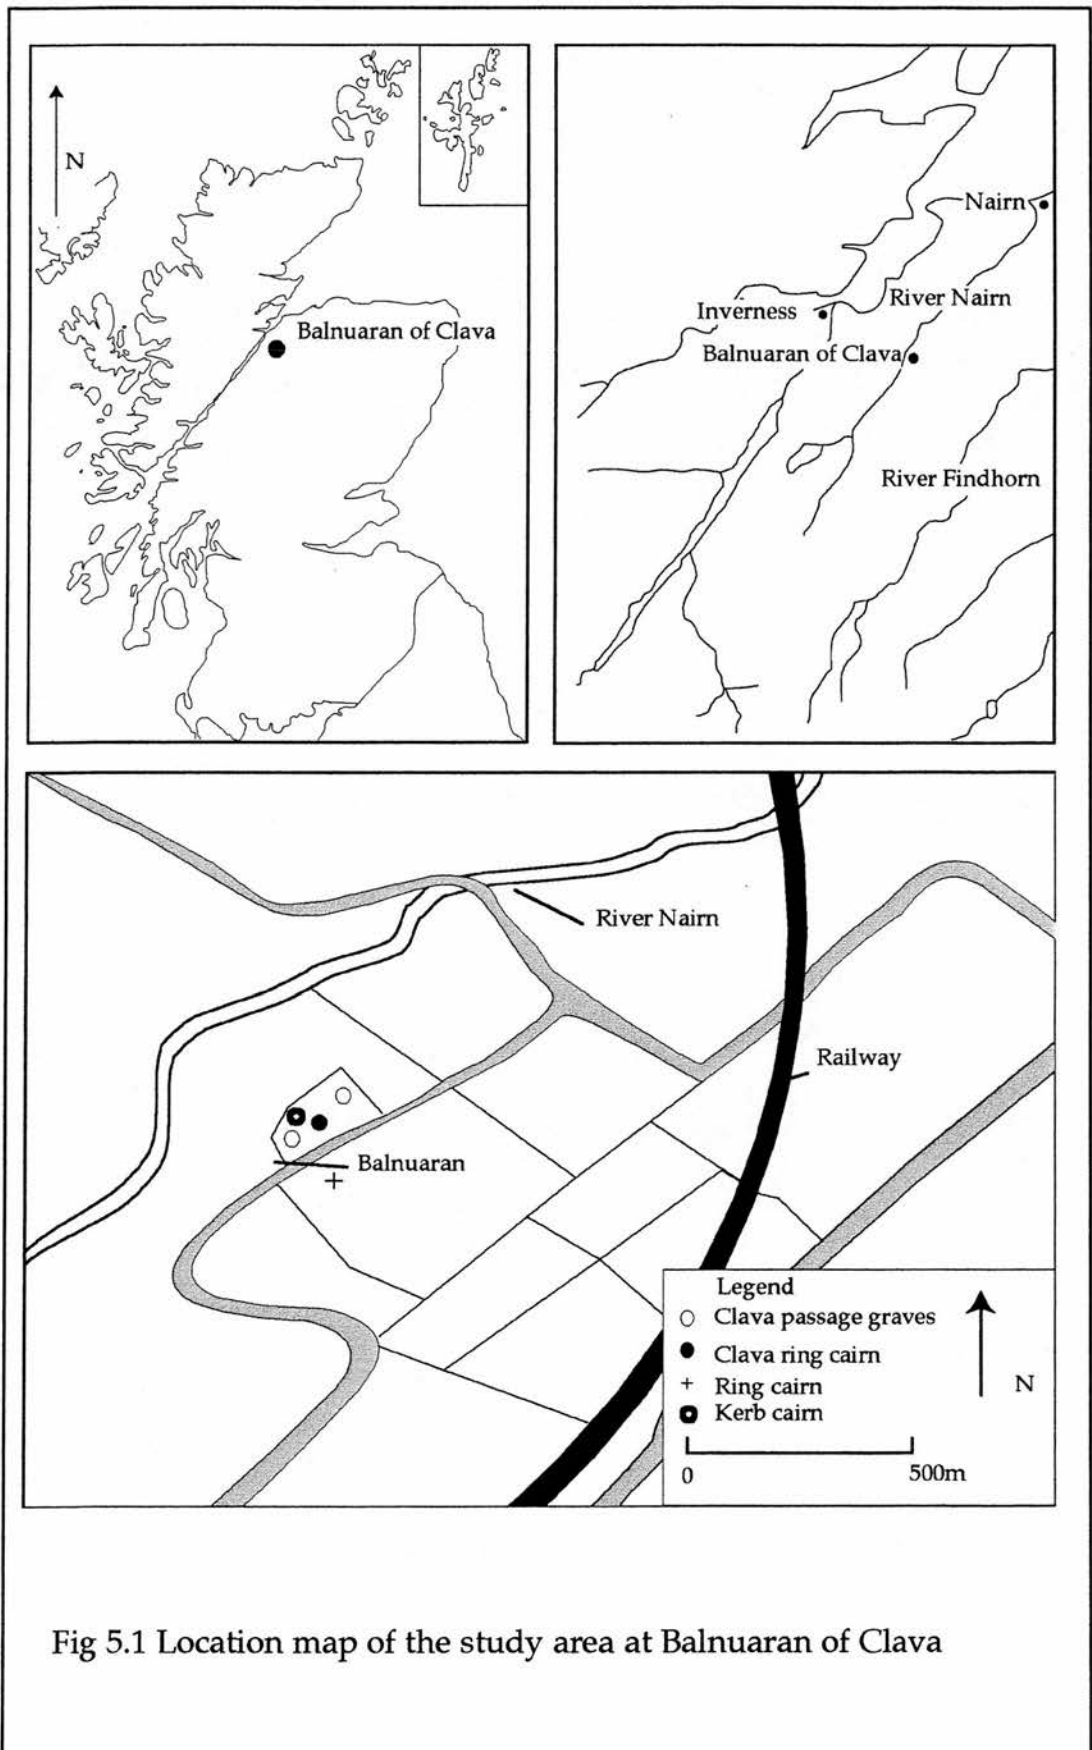 N
Balnuaran of Clava
Nairn
River Nairn
Inverness
Balnuaran of Clava
River Findhorn
River Nairn
Railway
Balnuaran
Legend
Clava passage graves
Clava ring cairn
Ring cairn
Kerb cairn
N
0 500m
Fig 5.1 Location map of the study area at Balnuaran of Clava